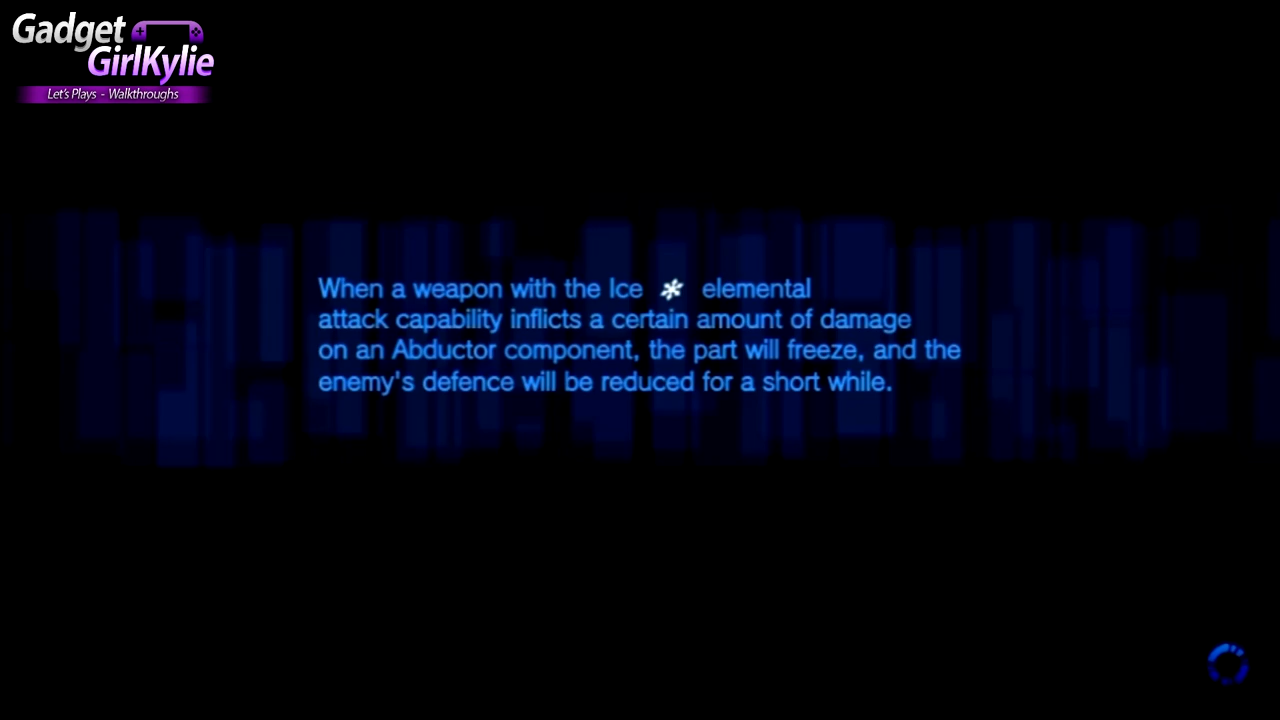 Gadget
GirlKylie
Let's Plays - Walkthroughs
When a weapon with the Ice * elemental
attack capability inflicts a certain amount of damage
on an Abductor component, the part will freeze, and the
enemy's defence will be reduced for a short while.